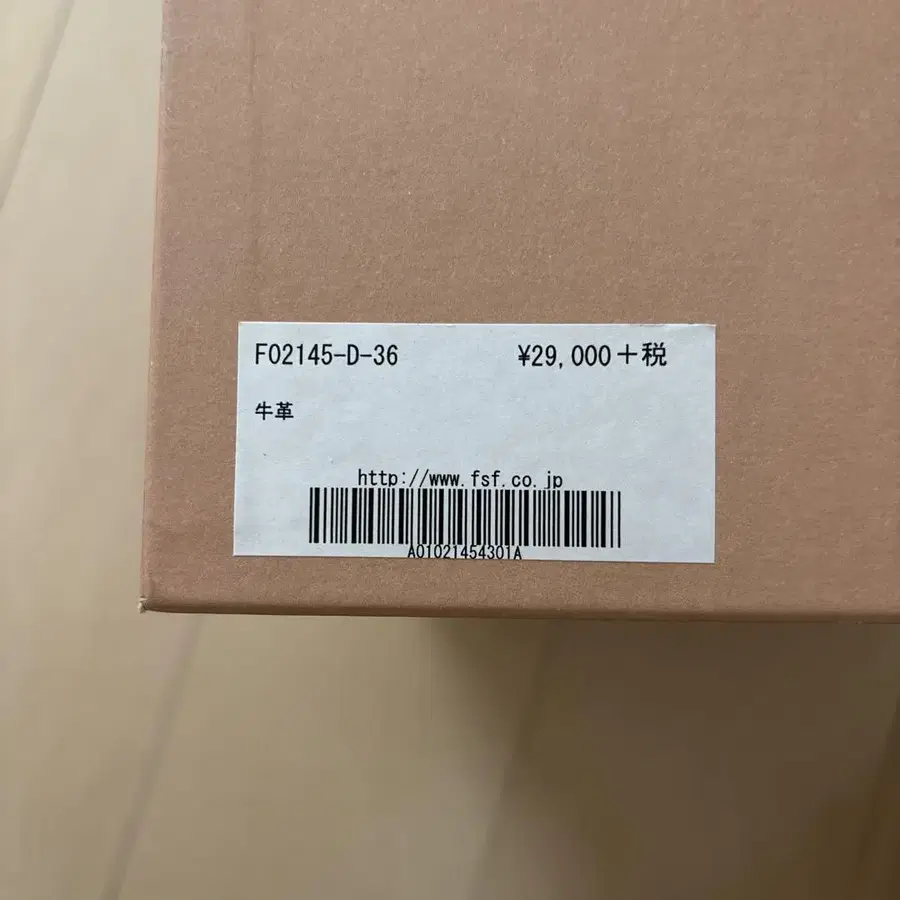 F02145-D-36 ¥29,000+税
牛革
http://www.fsf.co.jp
A01021454301A